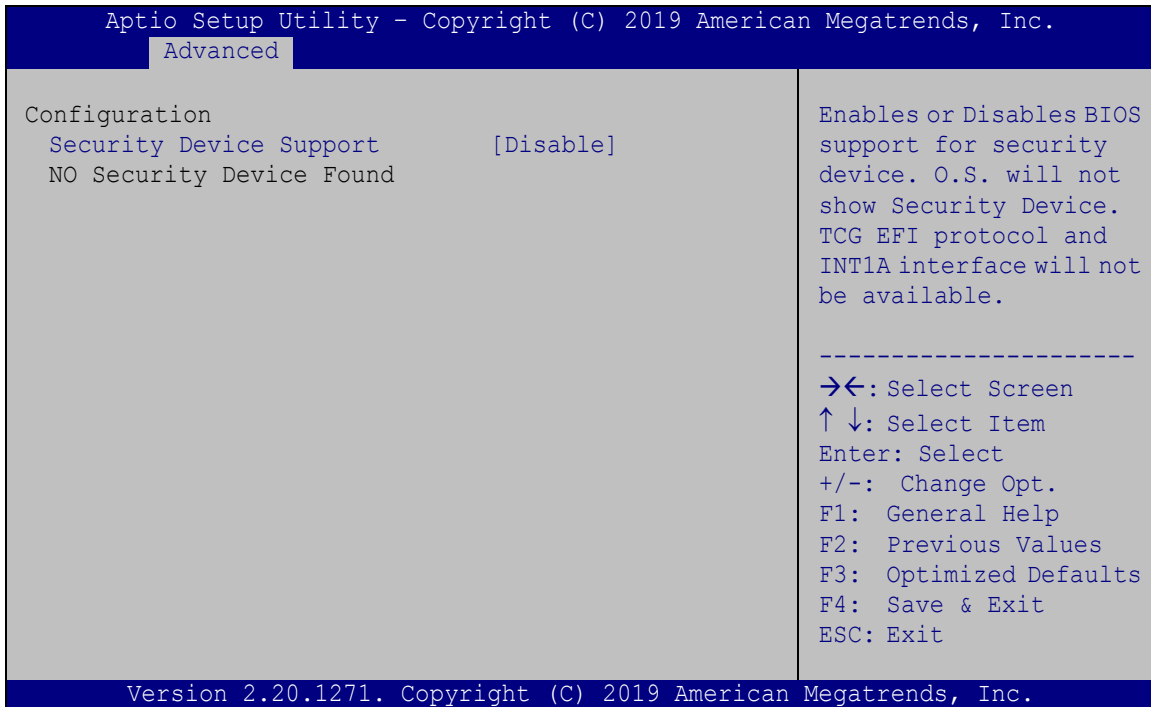 Aptio Setup Utility – Copyright (C) 2019 American Megatrends, Inc.
Advanced
Configuration
Security Device Support [Disable]
NO Security Device Found
Enables or Disables BIOS
support for security
device. O.S. will not
show Security Device.
TCG EFI protocol and
INT1A interface will not
be available.
----------------------
→←: Select Screen
↑ ↓: Select Item
Enter: Select
+/-: Change Opt.
F1: General Help
F2: Previous Values
F3: Optimized Defaults
F4: Save & Exit
ESC: Exit
Version 2.20.1271. Copyright (C) 2019 American Megatrends, Inc.